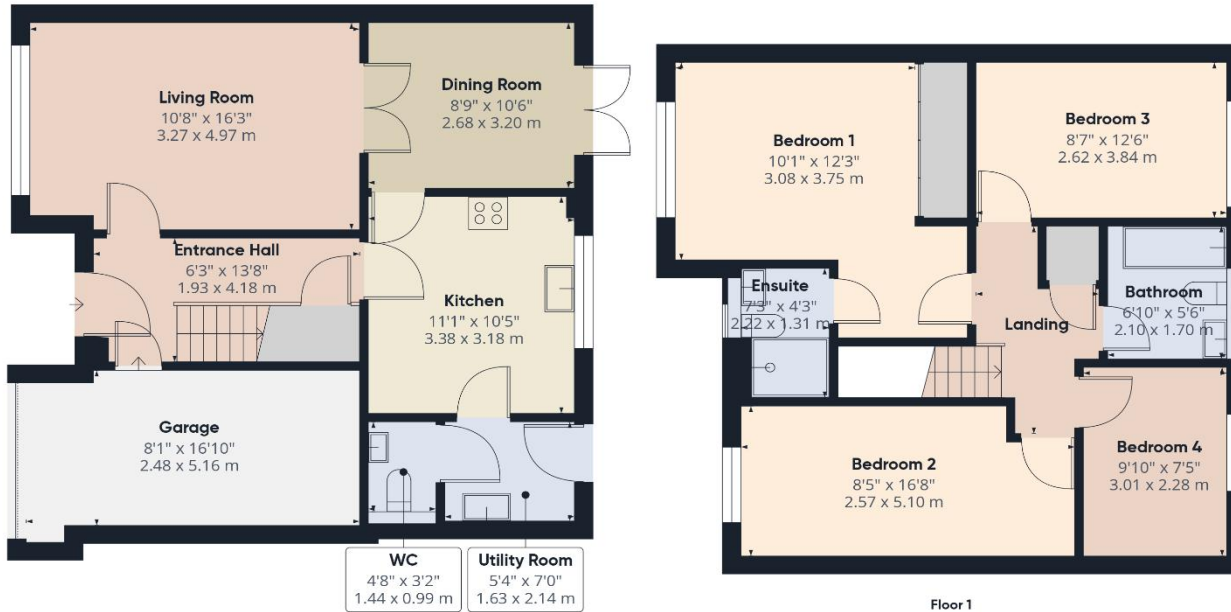 Living Room
10'8" x 16'3"
3.27 x 4.97 m
Dining Room
8'9" x 10'6"
2.68 x 3.20 m
Entrance Hall
6'3" x 13'8"
1.93 x 4.18 m
Kitchen
11'1" x 10'5"
3.38 x 3.18 m
Garage
8'1" x 16'10"
2.48 x 5.16 m
WC
4'8" x 3'2"
1.44 x 0.99 m
Utility Room
5'4" x 7'0"
1.63 x 2.14 m
Bedroom 1
10'1" x 12'3"
3.08 x 3.75 m
Bedroom 3
8'7" x 12'6"
2.62 x 3.84 m
Ensuite
7'3" x 4'3"
2.22 x 1.31 m
Landing
Bathroom
6'10" x 5'6"
2.10 x 1.70 m
Bedroom 2
8'5" x 16'8"
2.57 x 5.10 m
Bedroom 4
9'10" x 7'5"
3.01 x 2.28 m
Floor 1